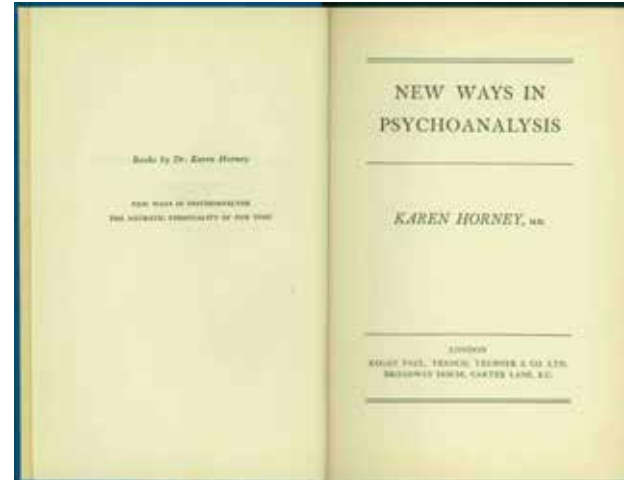 Books by Dr. Karen Horney
NEW WAYS IN PSYCHOANALYSIS
THE NEUROTIC PERSONALITY OF OUR TIME
NEW WAYS IN
PSYCHOANALYSIS
KAREN HORNEY, M.D.
LONDON
KEGAN PAUL, TRENCH, TRUBNER & CO. LTD.
BROADWAY HOUSE, CARTER LANE, E.C.